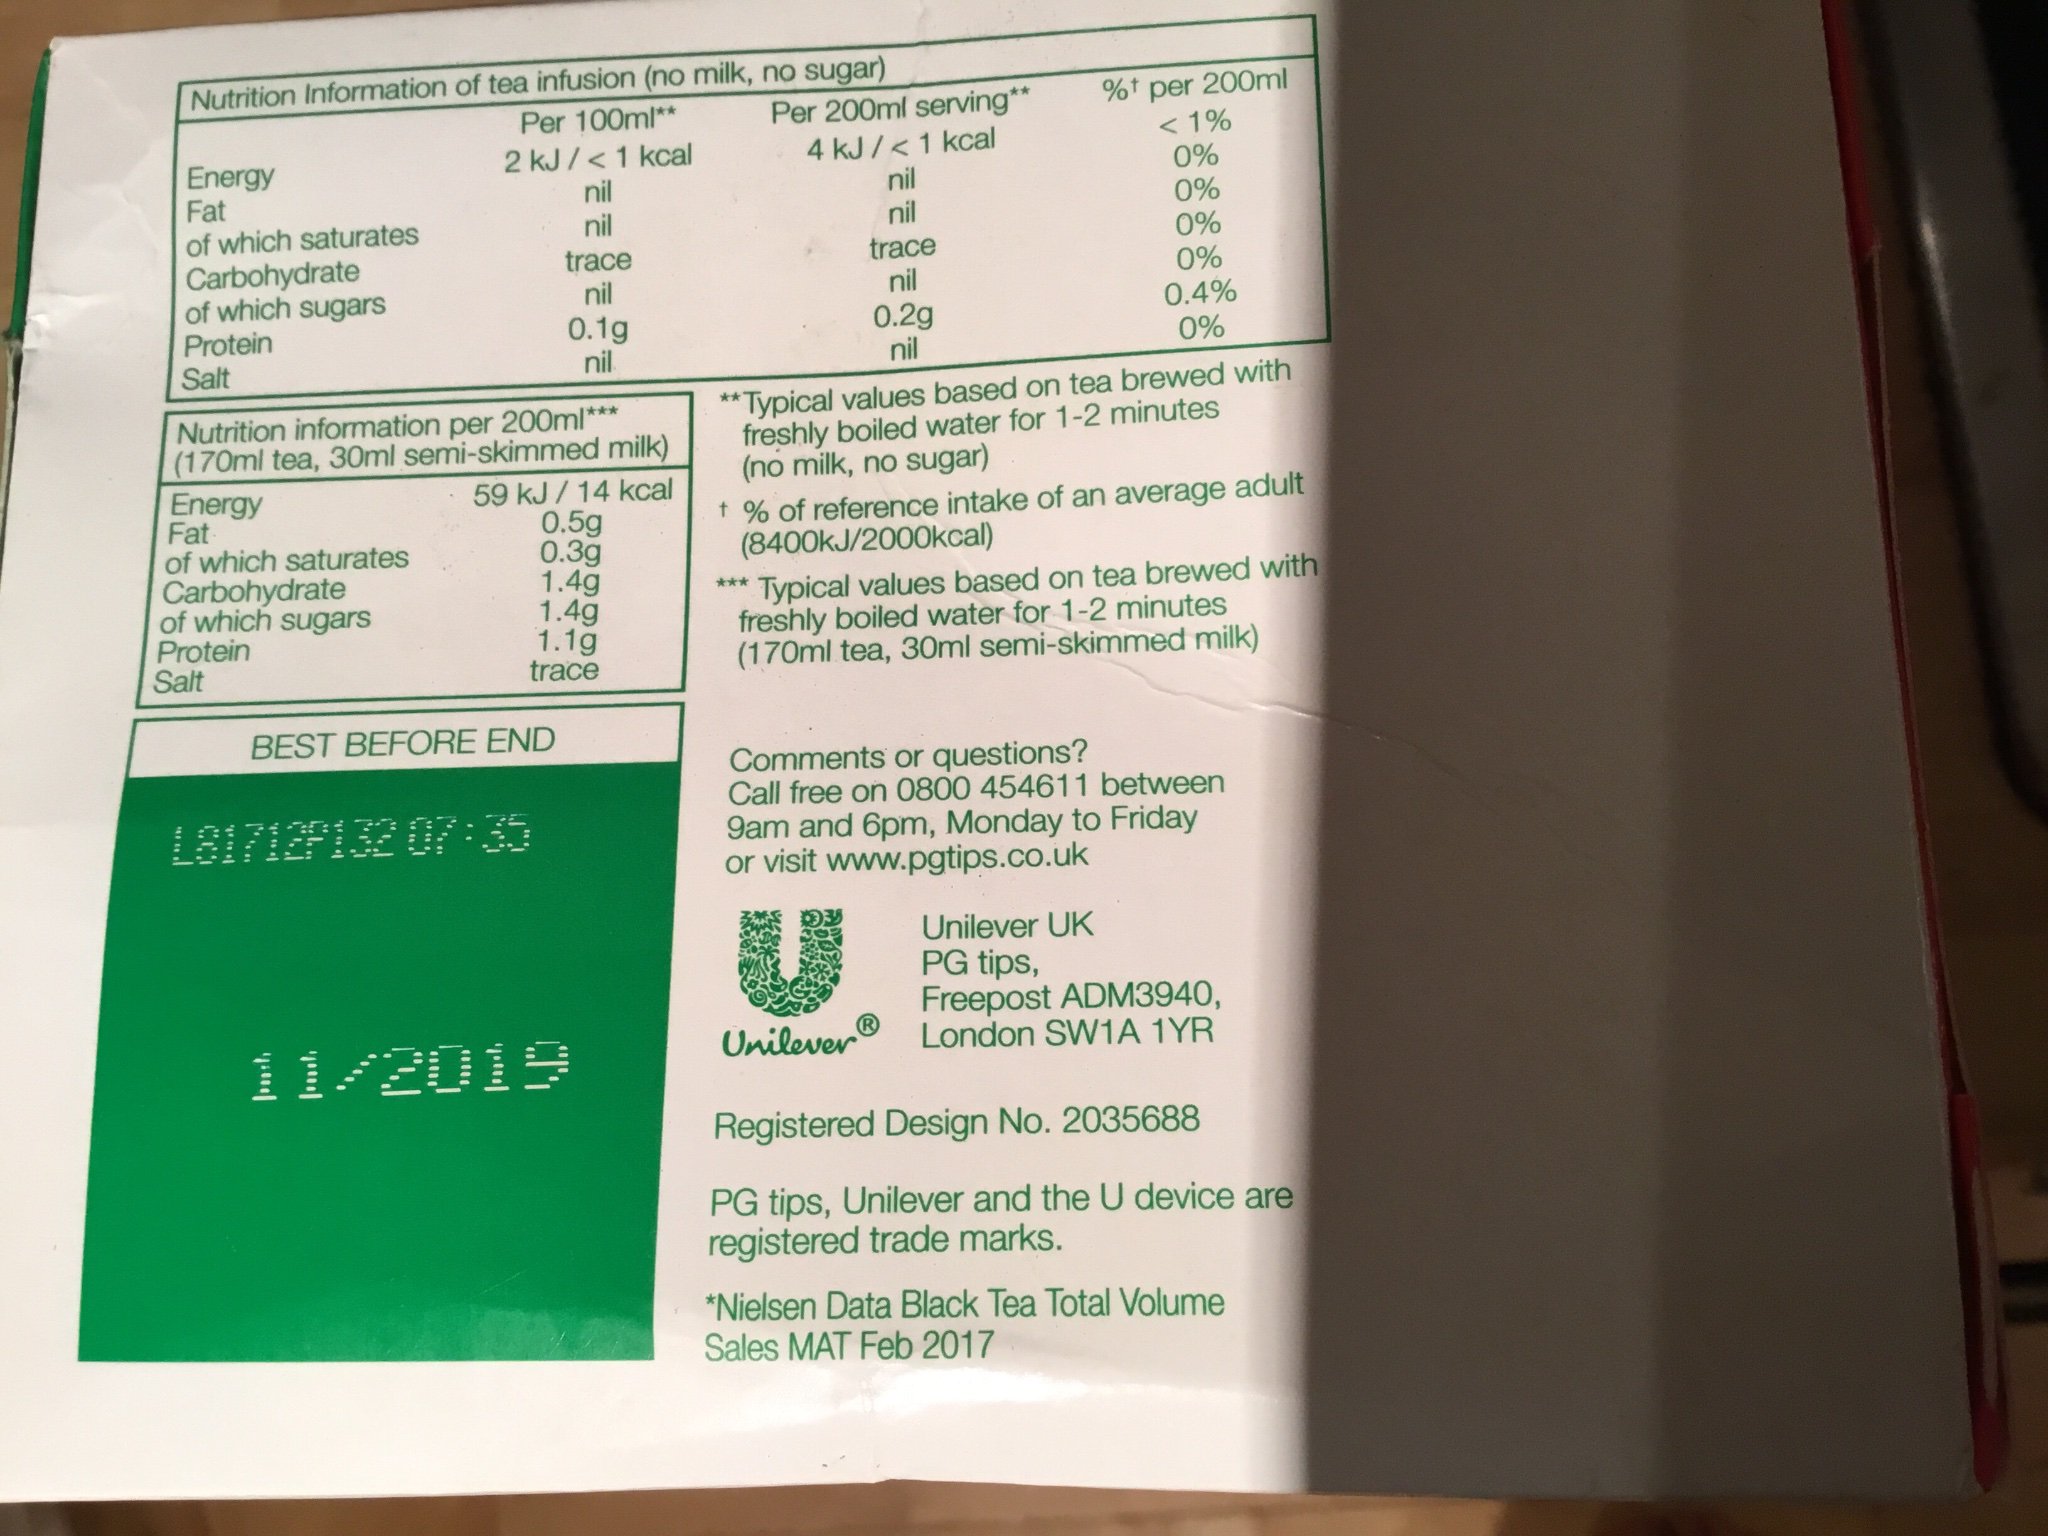 Nutrition Information of tea infusion (no milk, no sugar)
Per 100ml** Per 200ml serving** %† per 200ml
Energy 2 kJ / < 1 kcal 4 kJ / < 1 kcal < 1%
Fat nil nil 0%
of which saturates nil nil 0%
Carbohydrate trace trace 0%
of which sugars nil nil 0%
Protein 0.1g 0.2g 0.4%
Salt nil nil 0%
Nutrition information per 200ml***
(170ml tea, 30ml semi-skimmed milk)
Energy 59 kJ / 14 kcal
Fat 0.5g
of which saturates 0.3g
Carbohydrate 1.4g
of which sugars 1.4g
Protein 1.1g
Salt trace
**Typical values based on tea brewed with
freshly boiled water for 1-2 minutes
(no milk, no sugar)
† % of reference intake of an average adult
(8400kJ/2000kcal)
*** Typical values based on tea brewed with
freshly boiled water for 1-2 minutes
(170ml tea, 30ml semi-skimmed milk)
BEST BEFORE END
L81712P132 07:35
11/2019
Comments or questions?
Call free on 0800 454611 between
9am and 6pm, Monday to Friday
or visit www.pgtips.co.uk
Unilever®
Unilever UK
PG tips,
Freepost ADM3940,
London SW1A 1YR
Registered Design No. 2035688
PG tips, Unilever and the U device are
registered trade marks.
*Nielsen Data Black Tea Total Volume
Sales MAT Feb 2017